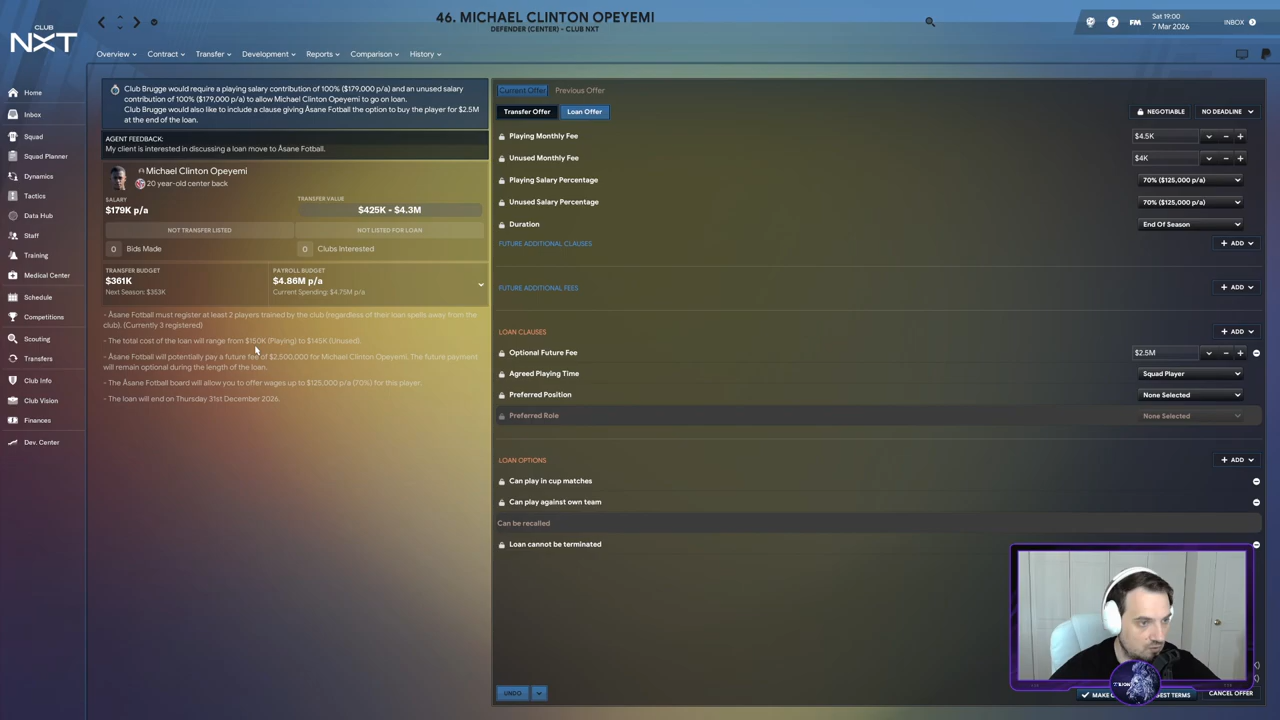 CLUB
NXT
46. MICHAEL CLINTON OPEYEMI
DEFENDER (CENTER) - CLUB NXT
FM
Sat 19:00
7 Mar 2026
INBOX
Overview
Contract
Transfer
Development
Reports
Comparison
History
Home
Inbox
Squad
Squad Planner
Dynamics
Tactics
Data Hub
Staff
Training
Medical Center
Schedule
Competitions
Scouting
Transfers
Club Info
Club Vision
Finances
Dev. Center
Club Brugge would require a playing salary contribution of 100% ($179,000 p/a) and an unused salary
contribution of 100% ($179,000 p/a) to allow Michael Clinton Opeyemi to go on loan.
Club Brugge would also like to include a clause giving Åsane Fotball the option to buy the player for $2.5M
at the end of the loan.
AGENT FEEDBACK:
My client is interested in discussing a loan move to Åsane Fotball.
Michael Clinton Opeyemi
20 year-old center back
SALARY
$179K p/a
TRANSFER VALUE
$425K - $4.3M
NOT TRANSFER LISTED
NOT LISTED FOR LOAN
0 Bids Made
0 Clubs Interested
TRANSFER BUDGET
$361K
Next Season: $353K
PAYROLL BUDGET
$4.86M p/a
Current Spending: $4.75M p/a
- Åsane Fotball must register at least 2 players trained by the club (regardless of their loan spells away from the
club). (Currently 3 registered)
- The total cost of the loan will range from $150K (Playing) to $145K (Unused).
- Åsane Fotball will potentially pay a future fee of $2,500,000 for Michael Clinton Opeyemi. The future payment
will remain optional during the length of the loan.
- The Åsane Fotball board will allow you to offer wages up to $125,000 p/a (70%) for this player.
- The loan will end on Thursday 31st December 2026.
Current Offer
Previous Offer
Transfer Offer
Loan Offer
NEGOTIABLE
NO DEADLINE
Playing Monthly Fee
$4.5K
Unused Monthly Fee
$4K
Playing Salary Percentage
70% ($125,000 p/a)
Unused Salary Percentage
70% ($125,000 p/a)
Duration
End Of Season
FUTURE ADDITIONAL CLAUSES
ADD
FUTURE ADDITIONAL FEES
ADD
LOAN CLAUSES
ADD
Optional Future Fee
$2.5M
Agreed Playing Time
Squad Player
Preferred Position
None Selected
Preferred Role
None Selected
LOAN OPTIONS
ADD
Can play in cup matches
Can play against own team
Can be recalled
Loan cannot be terminated
UNDO
MAKE
TERMS
CANCEL OFFER